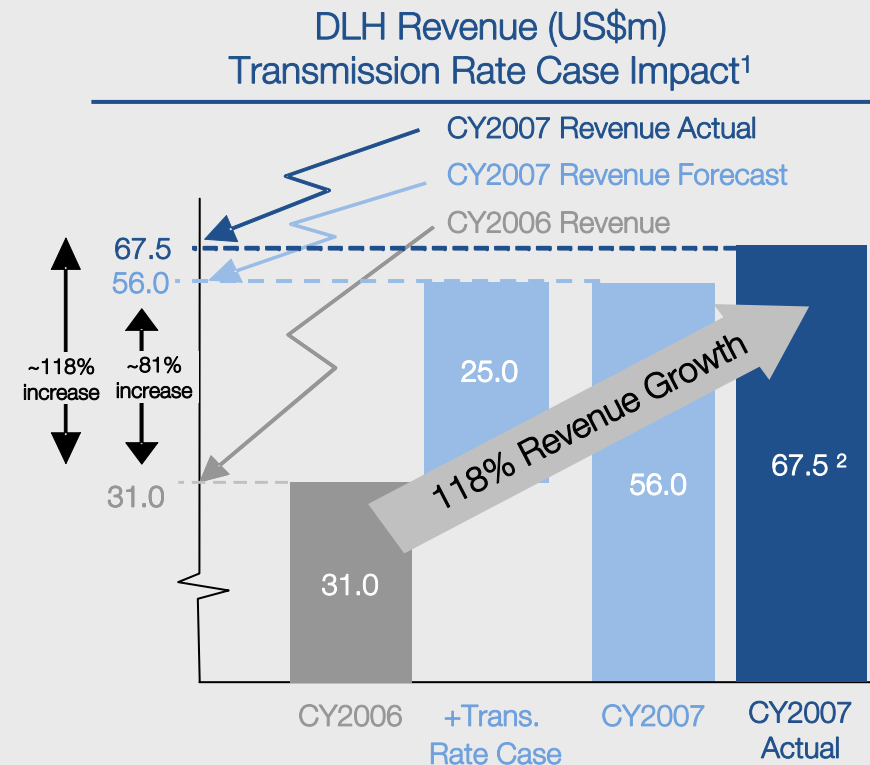 DLH Revenue (US$m)
Transmission Rate Case Impact¹
CY2007 Revenue Actual
CY2007 Revenue Forecast
CY2006 Revenue
67.5
56.0
~118%
increase
~81%
increase
31.0
25.0
118% Revenue Growth
67.5 ²
56.0
31.0
CY2006
+Trans.
Rate Case
CY2007
CY2007
Actual